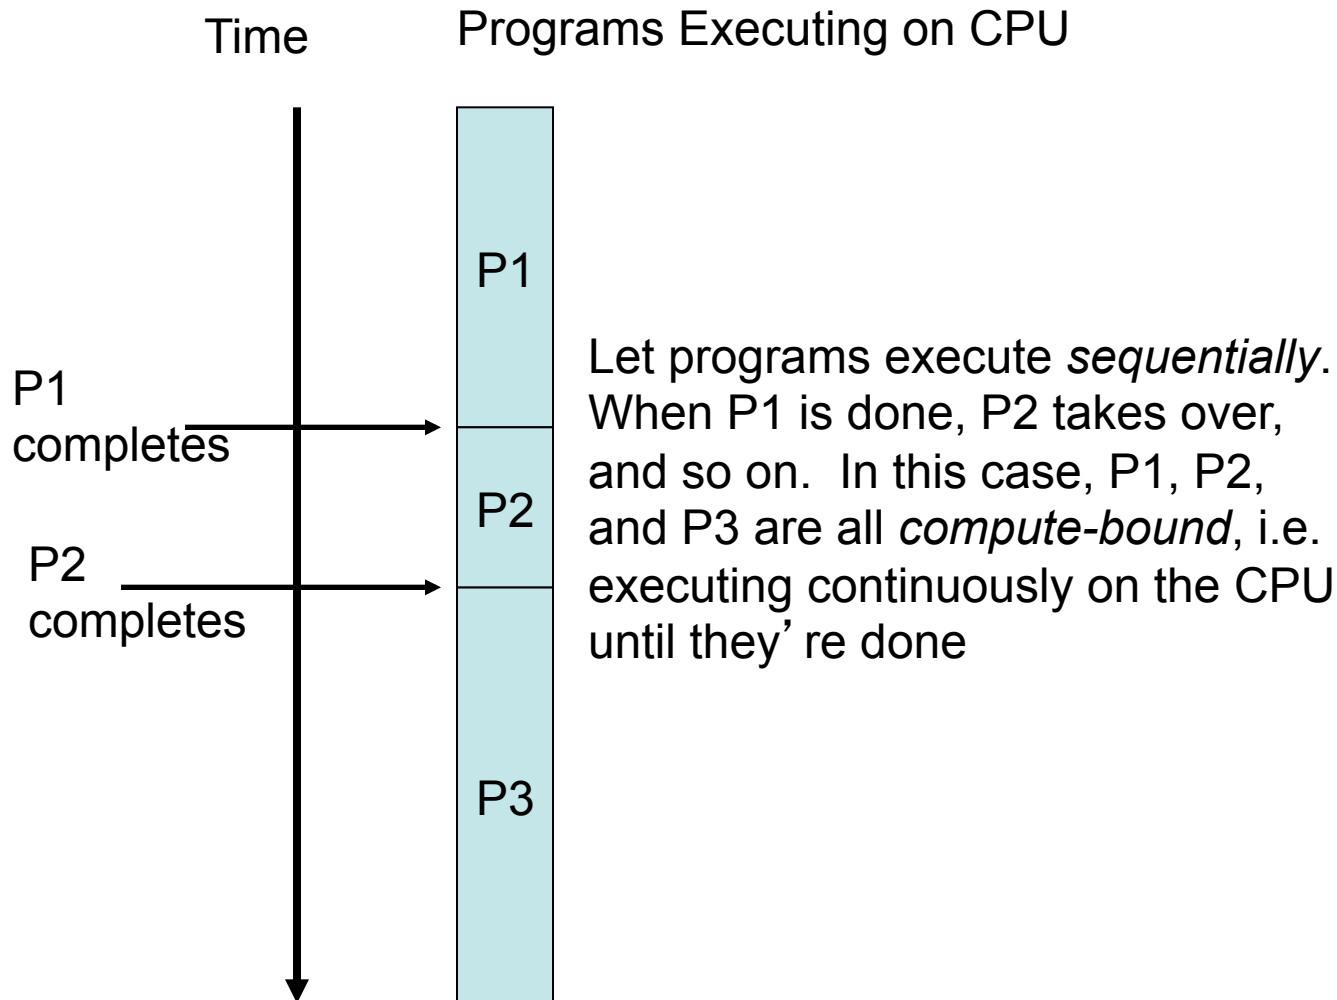 Time
Programs Executing on CPU
P1
P1
completes
P2
P2
completes
P3
Let programs execute sequentially.
When P1 is done, P2 takes over,
and so on.  In this case, P1, P2,
and P3 are all compute-bound, i.e.
executing continuously on the CPU
until they’ re done